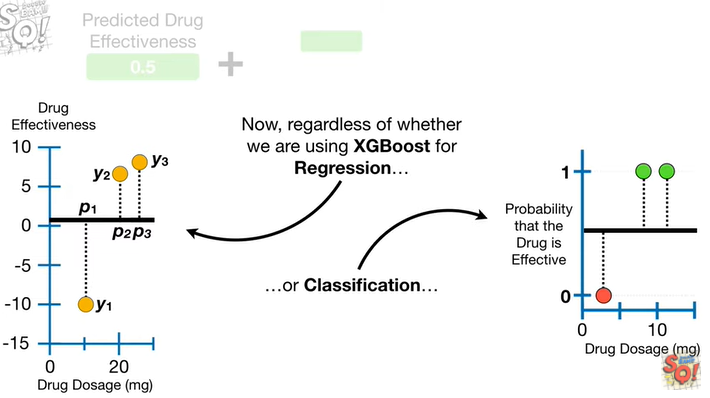 Predicted Drug
Effectiveness
0.5
+
Drug
Effectiveness
10
5
0
-5
-10
-15
0
20
Drug Dosage (mg)
y₁
y₂
y₃
p₁
p₂
p₃
Now, regardless of whether
we are using XGBoost for
Regression…
…or Classification…
Probability
that the
Drug is
Effective
1
0
0
10
Drug Dosage (mg)
SQ!